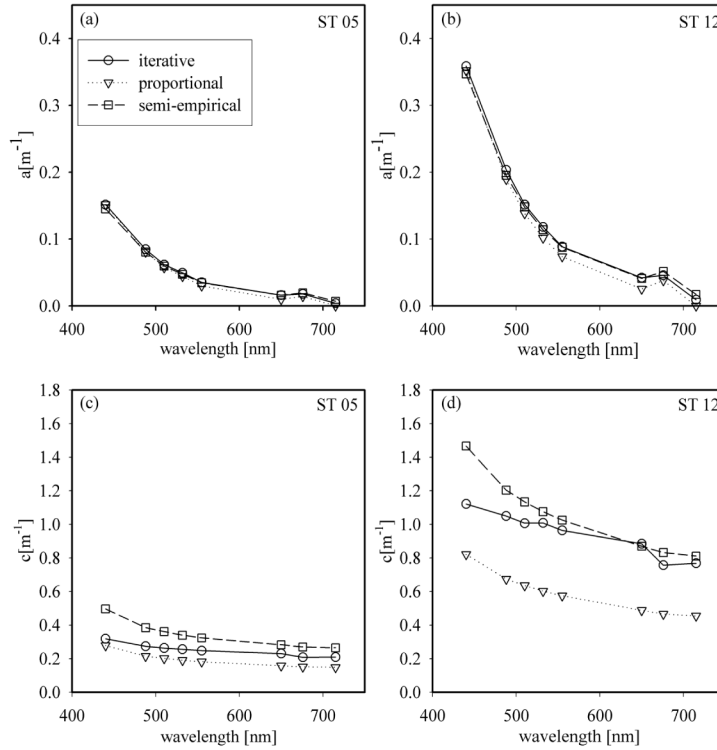 (a) ST 05
iterative
proportional
semi-empirical
a[m-1]
0.4
0.3
0.2
0.1
0.0
400 500 600 700
wavelength [nm]
(b) ST 12
a[m-1]
0.4
0.3
0.2
0.1
0.0
400 500 600 700
wavelength [nm]
(c) ST 05
c[m-1]
1.8
1.6
1.4
1.2
1.0
0.8
0.6
0.4
0.2
0.0
400 500 600 700
wavelength [nm]
(d) ST 12
c[m-1]
1.8
1.6
1.4
1.2
1.0
0.8
0.6
0.4
0.2
0.0
400 500 600 700
wavelength [nm]